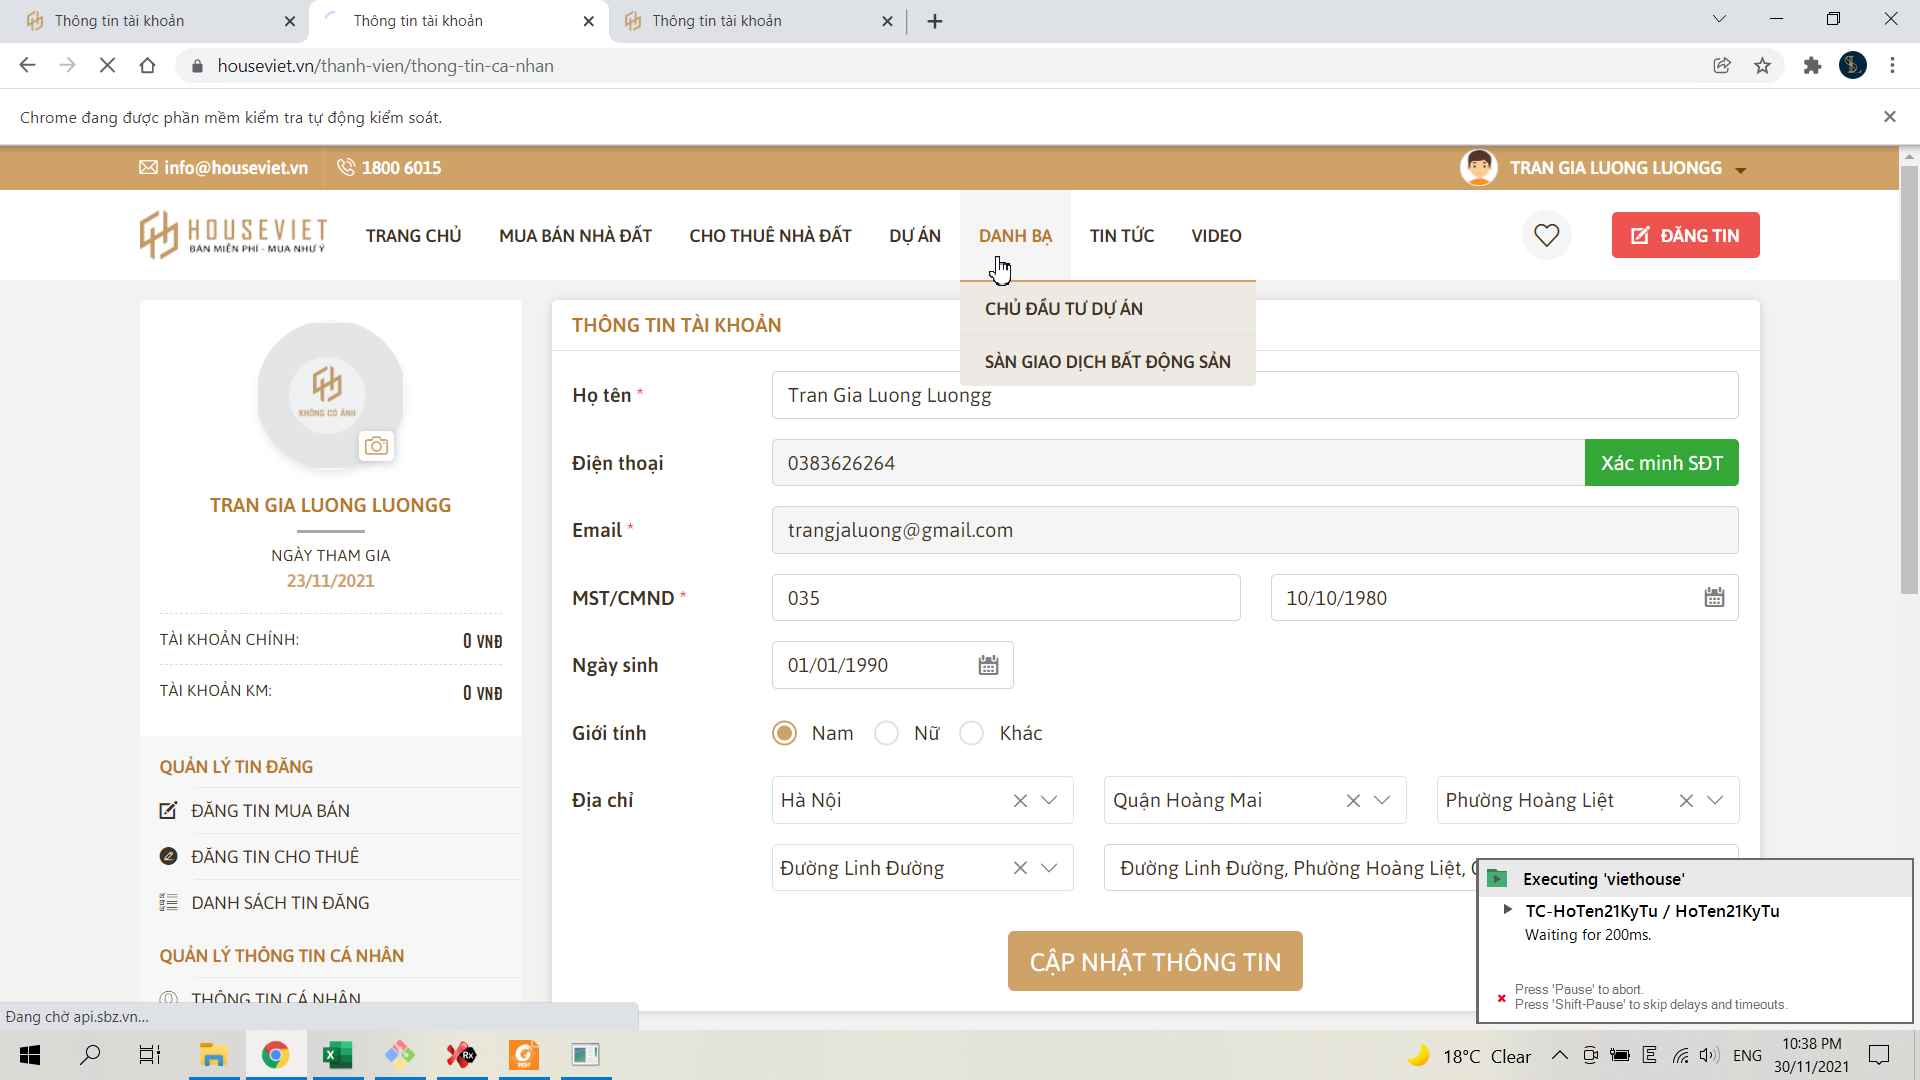 Thông tin tài khoản
Thông tin tài khoản
Thông tin tài khoản
houseviet.vn/thanh-vien/thong-tin-ca-nhan
Chrome đang được phần mềm kiểm tra tự động kiểm soát.
info@houseviet.vn
1800 6015
TRAN GIA LUONG LUONGG
HOUSEVIET
BÁN MIỄN PHÍ - MUA NHƯ Ý
TRANG CHỦ
MUA BÁN NHÀ ĐẤT
CHO THUÊ NHÀ ĐẤT
DỰ ÁN
DANH BẠ
TIN TỨC
VIDEO
ĐĂNG TIN
CHỦ ĐẦU TƯ DỰ ÁN
SÀN GIAO DỊCH BẤT ĐỘNG SẢN
KHÔNG CÓ ẢNH
TRAN GIA LUONG LUONGG
NGÀY THAM GIA
23/11/2021
TÀI KHOẢN CHÍNH: 0 VNĐ
TÀI KHOẢN KM: 0 VNĐ
QUẢN LÝ TIN ĐĂNG
ĐĂNG TIN MUA BÁN
ĐĂNG TIN CHO THUÊ
DANH SÁCH TIN ĐĂNG
QUẢN LÝ THÔNG TIN CÁ NHÂN
THÔNG TIN CÁ NHÂN
THÔNG TIN TÀI KHOẢN
Họ tên * Tran Gia Luong Luongg
Điện thoại 0383626264 Xác minh SĐT
Email * trangjaluong@gmail.com
MST/CMND * 035 10/10/1980
Ngày sinh 01/01/1990
Giới tính Nam Nữ Khác
Địa chỉ Hà Nội Quận Hoàng Mai Phường Hoàng Liệt
Đường Linh Đường Đường Linh Đường, Phường Hoàng Liệt,
CẬP NHẬT THÔNG TIN
Executing 'viethouse'
TC-HoTen21KyTu / HoTen21KyTu
Waiting for 200ms.
Press 'Pause' to abort.
Press 'Shift-Pause' to skip delays and timeouts.
Đang chờ api.sbz.vn...
18°C Clear
ENG
10:38 PM
30/11/2021